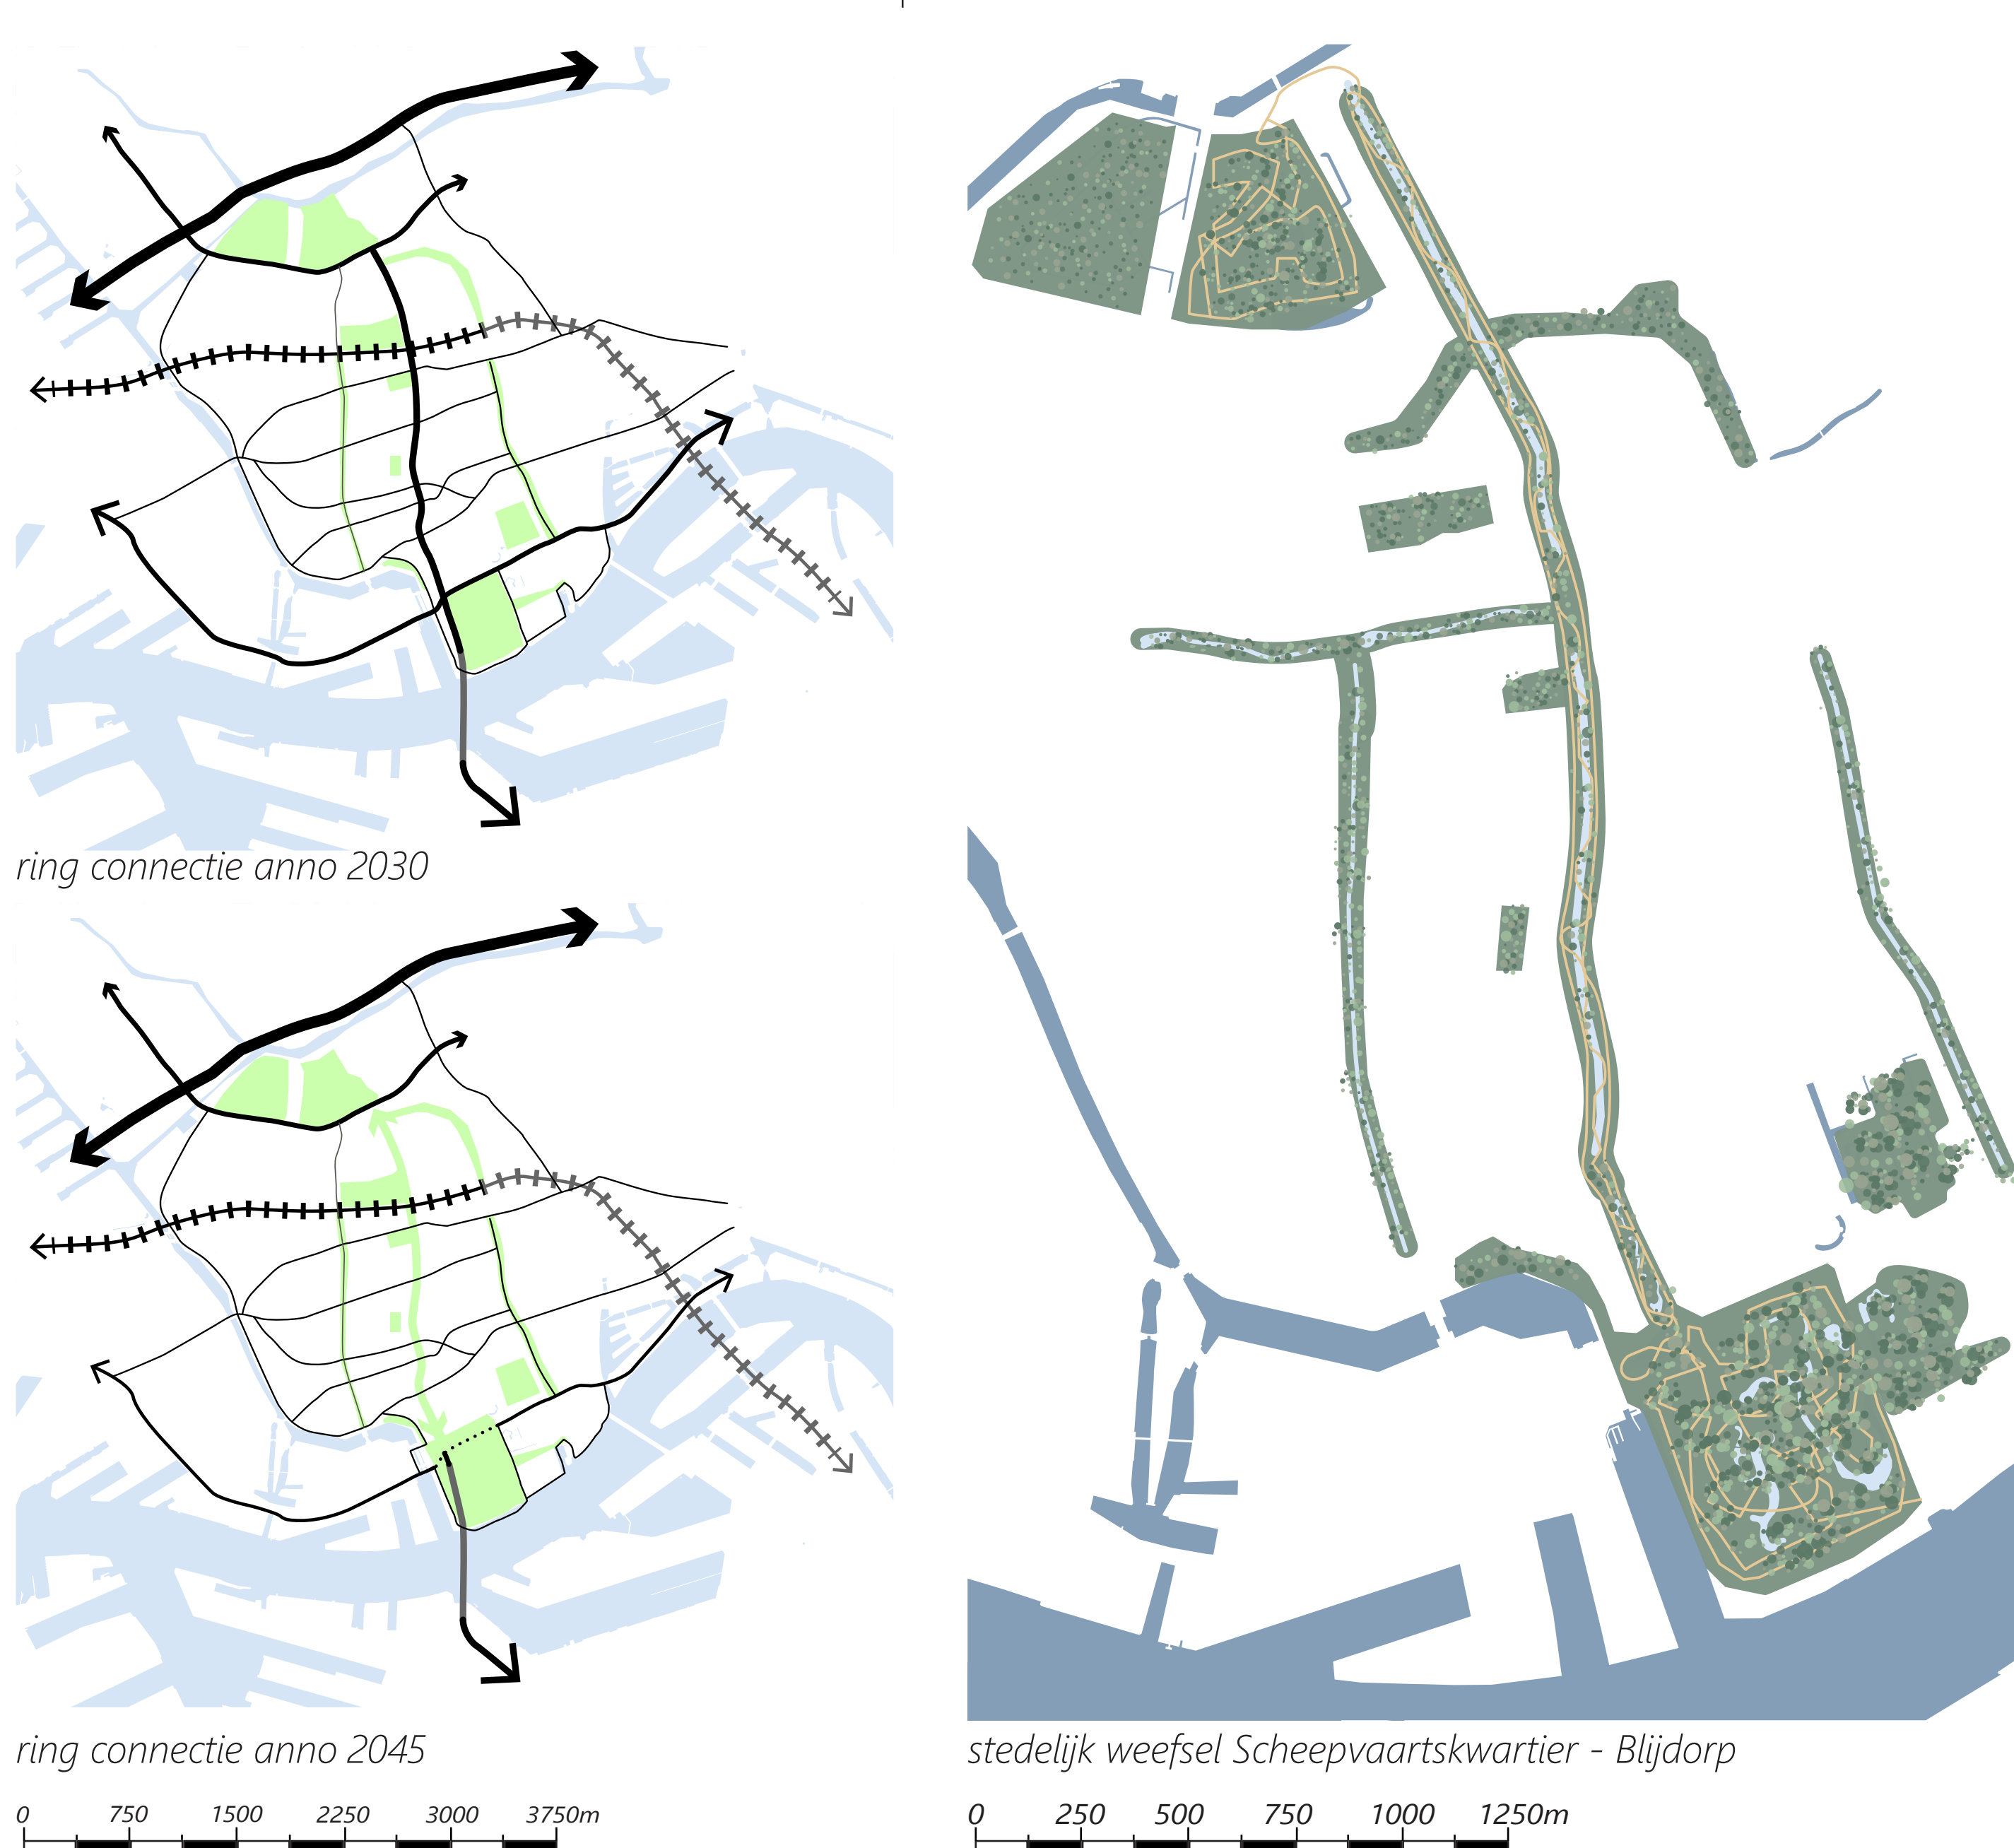 ring connectie anno 2030
ring connectie anno 2045
0 750 1500 2250 3000 3750m
stedelijk weefsel Scheepvaartskwartier - Blijdorp
0 250 500 750 1000 1250m